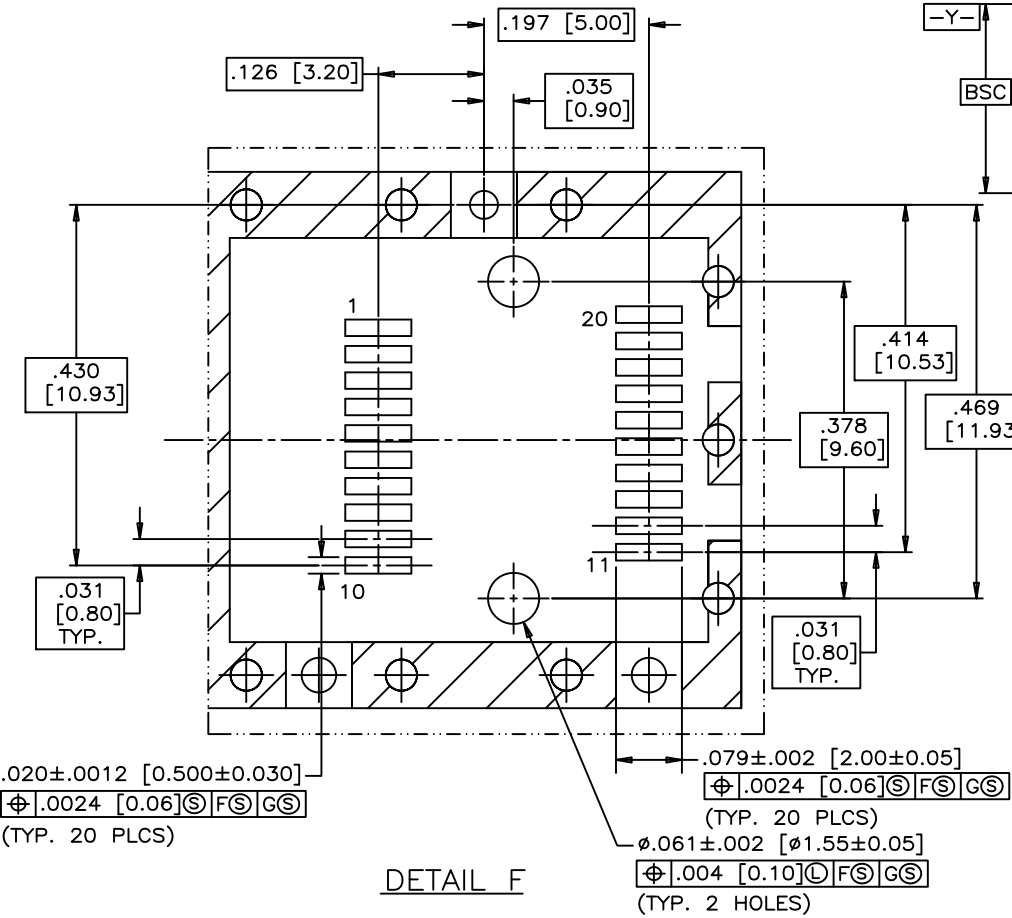 .197 [5.00]
-Y-
.126 [3.20]
.035
[0.90]
BSC
1
20
.430
[10.93]
.414
[10.53]
.378
[9.60]
.469
[11.93
11
10
.031
[0.80]
TYP.
.031
[0.80]
TYP.
.020±.0012 [0.500±0.030]
⌖ .0024 [0.06]Ⓢ FⓈ GⓈ
(TYP. 20 PLCS)
.079±.002 [2.00±0.05]
⌖ .0024 [0.06]Ⓢ FⓈ GⓈ
(TYP. 20 PLCS)
ø.061±.002 [ø1.55±0.05]
⌖ .004 [0.10]Ⓛ FⓈ GⓈ
(TYP. 2 HOLES)
DETAIL F